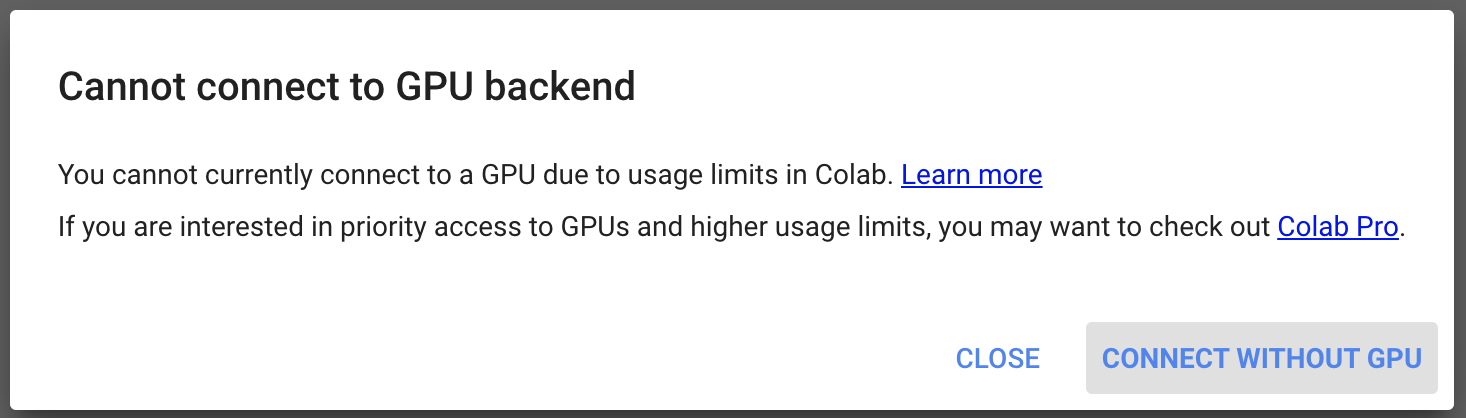 Cannot connect to GPU backend
You cannot currently connect to a GPU due to usage limits in Colab. Learn more
If you are interested in priority access to GPUs and higher usage limits, you may want to check out Colab Pro.
CLOSE
CONNECT WITHOUT GPU